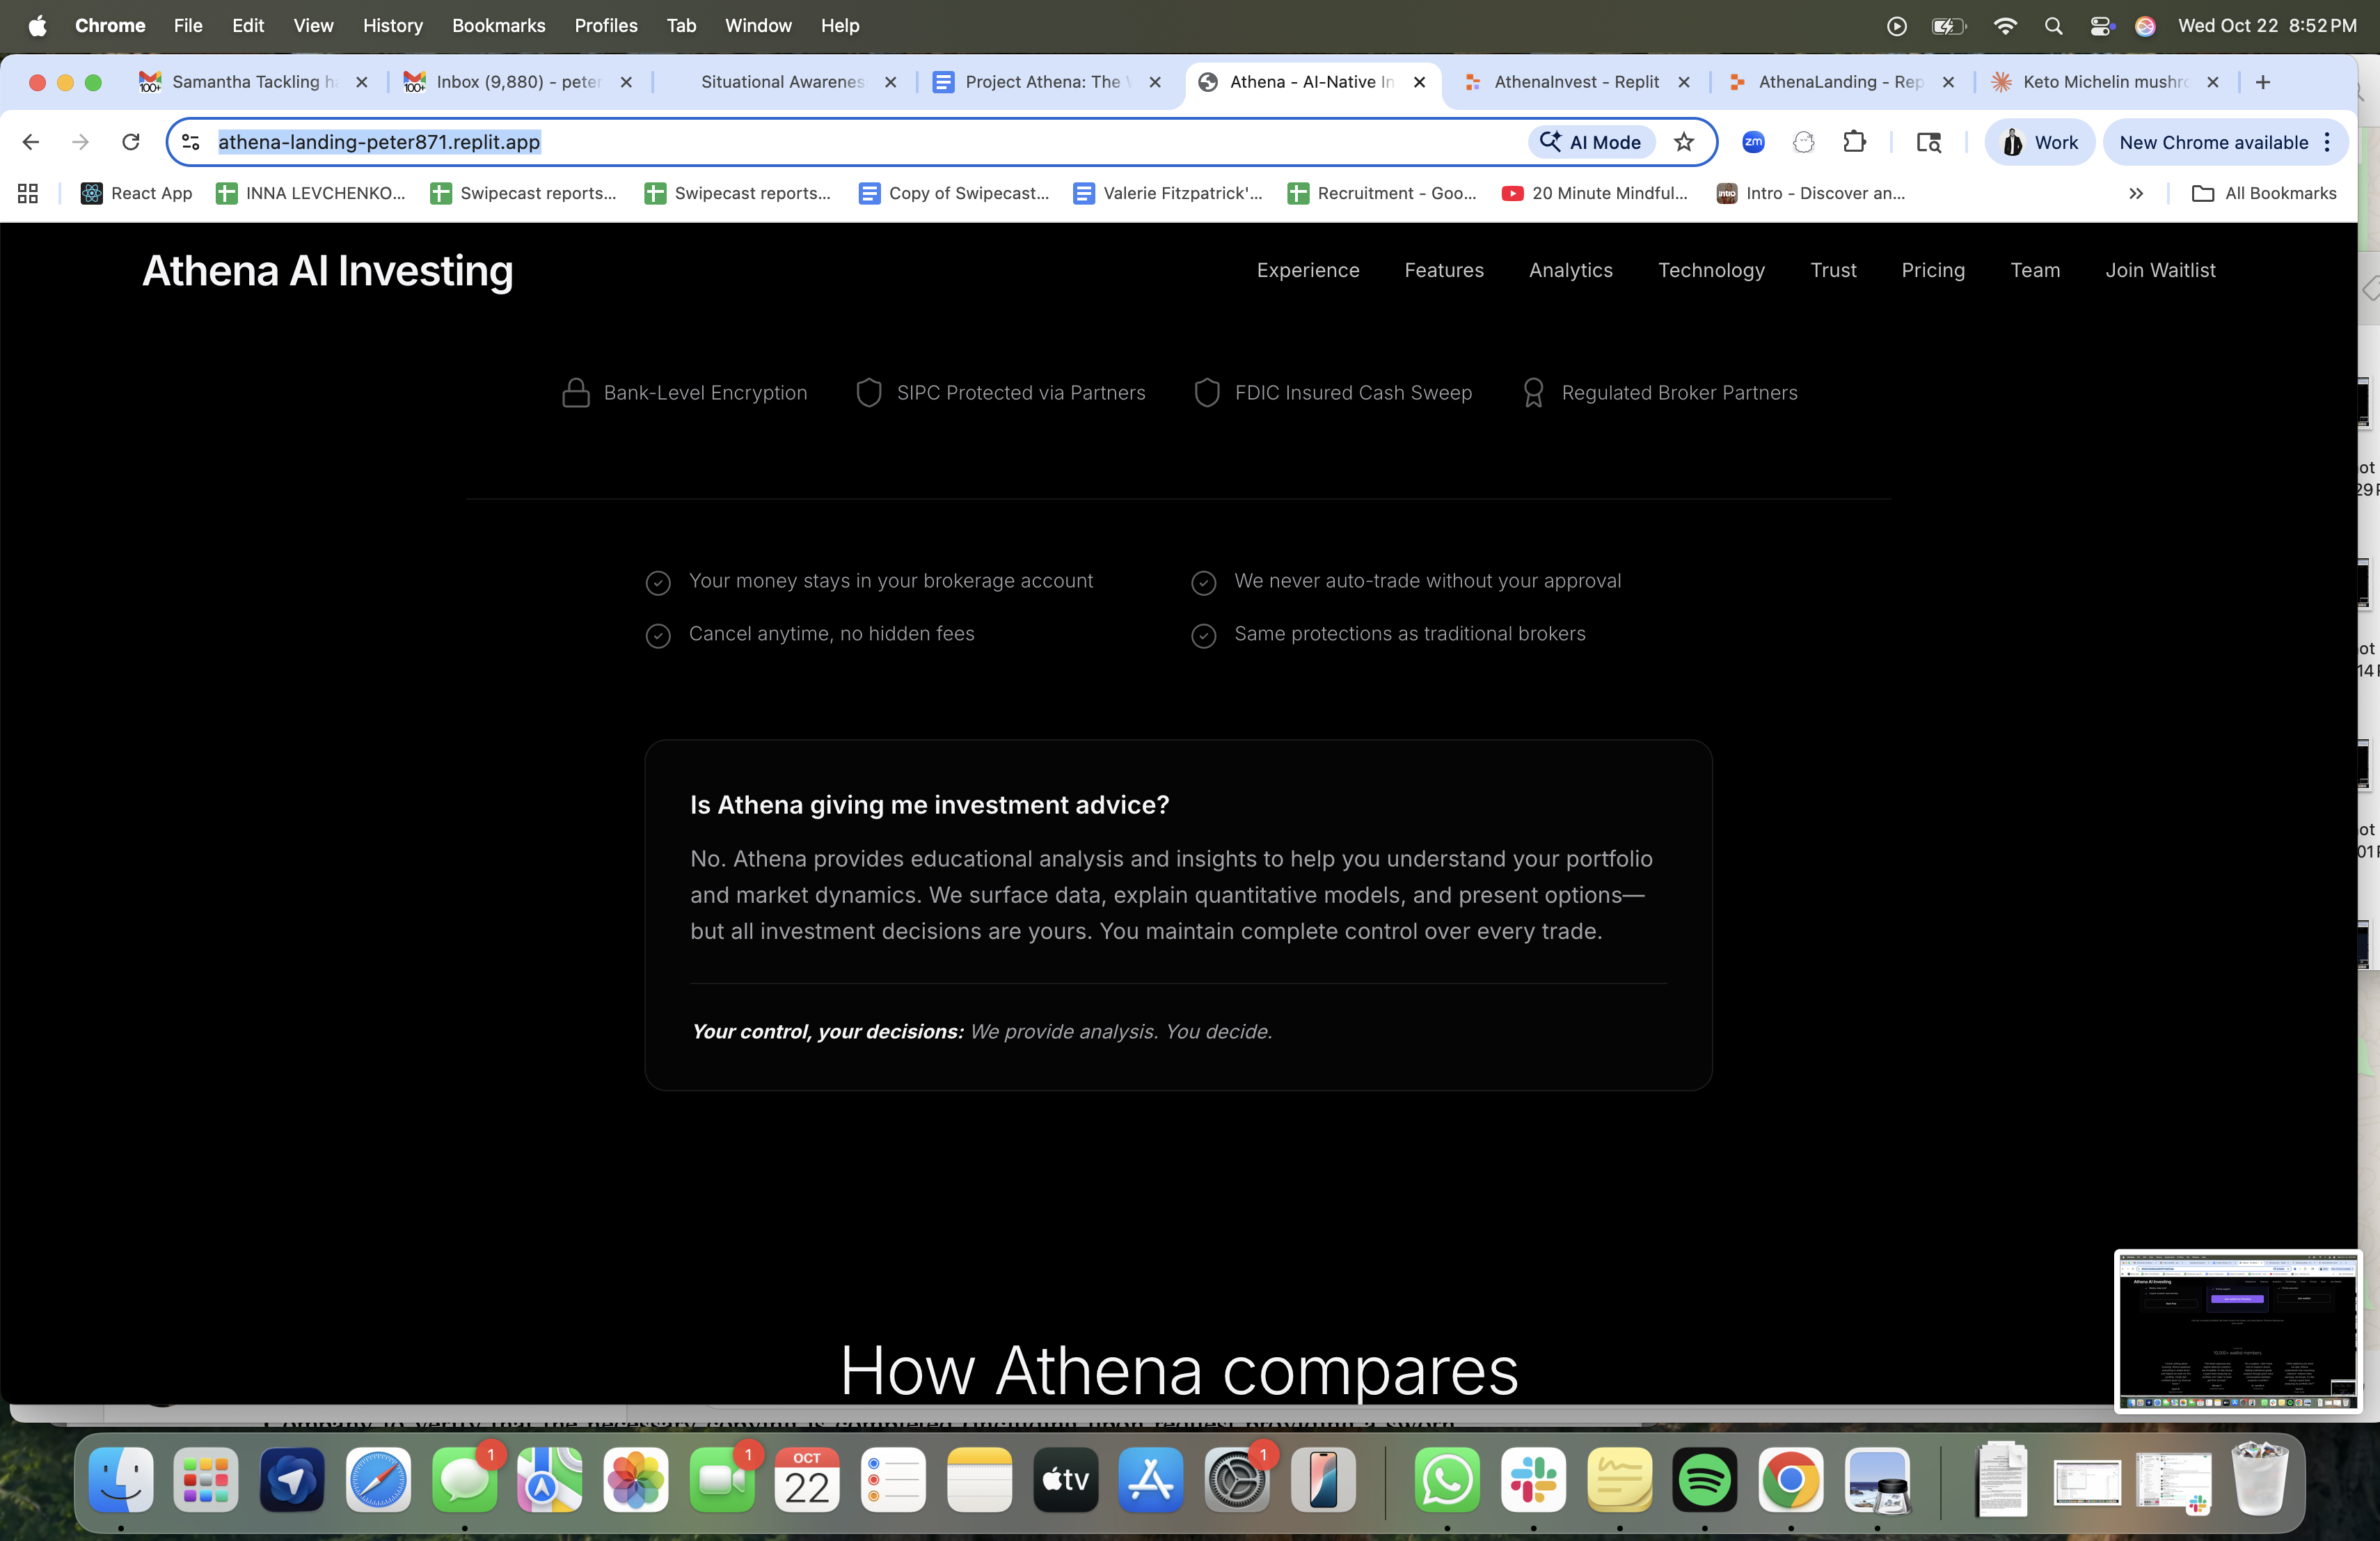 Chrome File Edit View History Bookmarks Profiles Tab Window Help Wed Oct 22 8:52 PM
Samantha Tackling ha Inbox (9,880) - peter Situational Awarenes Project Athena: The Athena - AI-Native In AthenaInvest - Replit AthenaLanding - Rep Keto Michelin mushr
athena-landing-peter871.replit.app AI Mode zm Work New Chrome available
React App INNA LEVCHENKO... Swipecast reports... Swipecast reports... Copy of Swipecast... Valerie Fitzpatrick'... Recruitment - Goo... 20 Minute Mindful... Intro - Discover an... All Bookmarks
Athena AI Investing Experience Features Analytics Technology Trust Pricing Team Join Waitlist
Bank-Level Encryption SIPC Protected via Partners FDIC Insured Cash Sweep Regulated Broker Partners
Your money stays in your brokerage account We never auto-trade without your approval
Cancel anytime, no hidden fees Same protections as traditional brokers
Is Athena giving me investment advice?
No. Athena provides educational analysis and insights to help you understand your portfolio
and market dynamics. We surface data, explain quantitative models, and present options—
but all investment decisions are yours. You maintain complete control over every trade.
Your control, your decisions: We provide analysis. You decide.
How Athena compares
OCT
22
tv
1
1
1